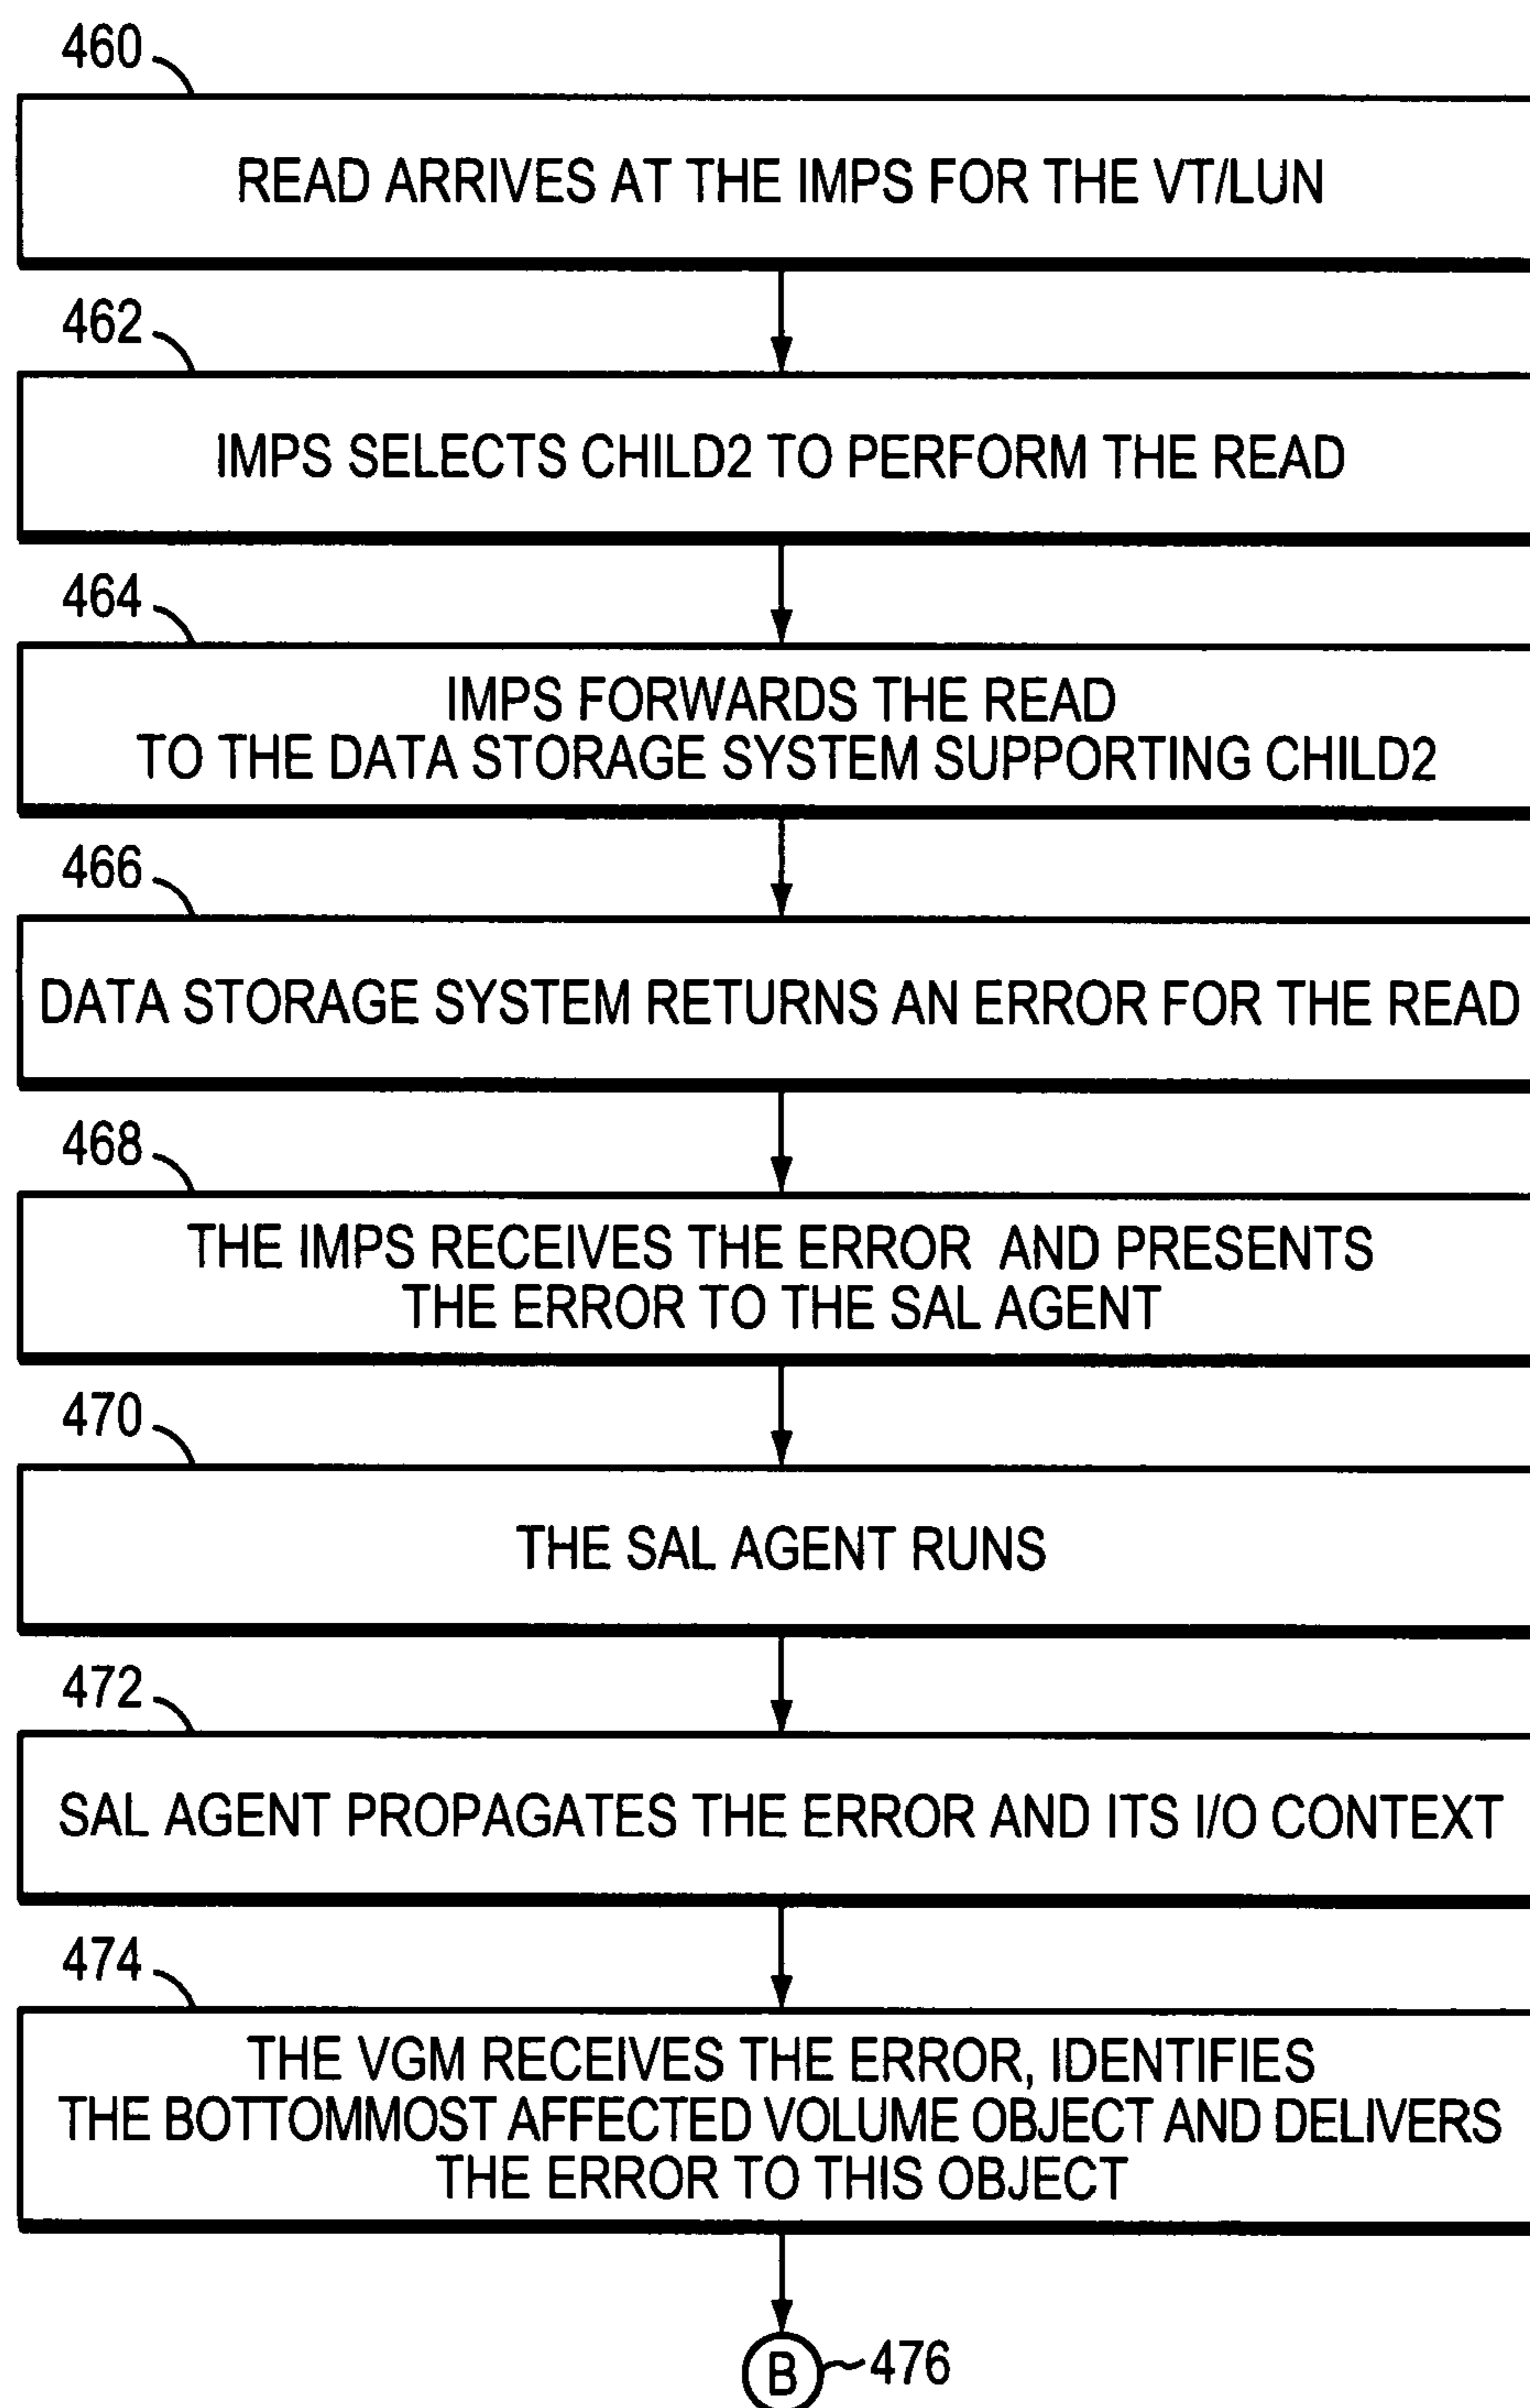 460
READ ARRIVES AT THE IMPS FOR THE VT/LUN
462
IMPS SELECTS CHILD2 TO PERFORM THE READ
464
IMPS FORWARDS THE READ
TO THE DATA STORAGE SYSTEM SUPPORTING CHILD2
466
DATA STORAGE SYSTEM RETURNS AN ERROR FOR THE READ
468
THE IMPS RECEIVES THE ERROR AND PRESENTS
THE ERROR TO THE SAL AGENT
470
THE SAL AGENT RUNS
472
SAL AGENT PROPAGATES THE ERROR AND ITS I/O CONTEXT
474
THE VGM RECEIVES THE ERROR, IDENTIFIES
THE BOTTOMMOST AFFECTED VOLUME OBJECT AND DELIVERS
THE ERROR TO THIS OBJECT
B 476